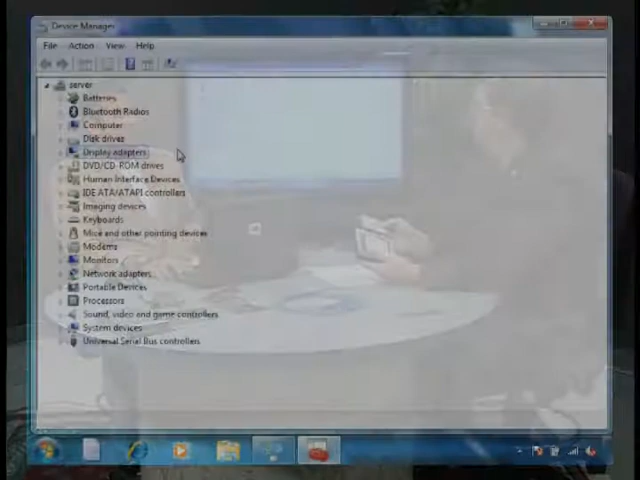 Device Manager
File Action View Help
server
Batteries
Bluetooth Radios
Computer
Disk drives
Display adapters
DVD/CD-ROM drives
Human Interface Devices
IDE ATA/ATAPI controllers
Imaging devices
Keyboards
Mice and other pointing devices
Modems
Monitors
Network adapters
Portable Devices
Processors
Sound, video and game controllers
System devices
Universal Serial Bus controllers